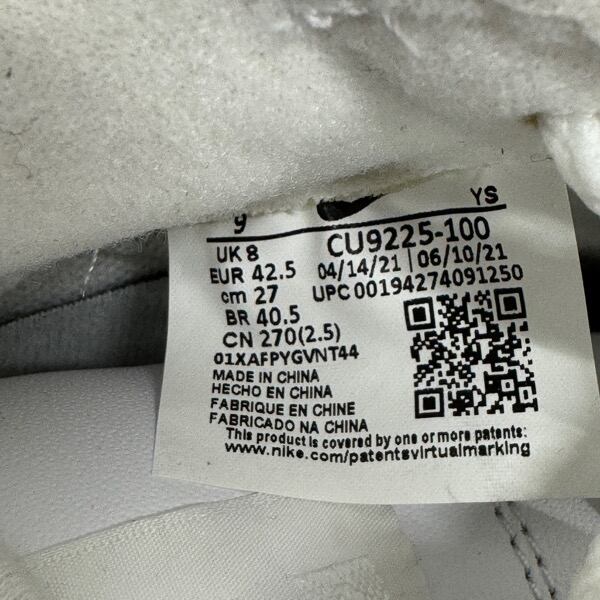 9 YS
UK 8 CU9225-100
EUR 42.5 04/14/21 | 06/10/21
cm 27 UPC 00194274091250
BR 40.5
CN 270(2.5)
01XAFPYGVNT44
MADE IN CHINA
HECHO EN CHINA
FABRIQUE EN CHINE
FABRICADO NA CHINA
This product is covered by one or more patents:
www.nike.com/patentsvirtualmarking